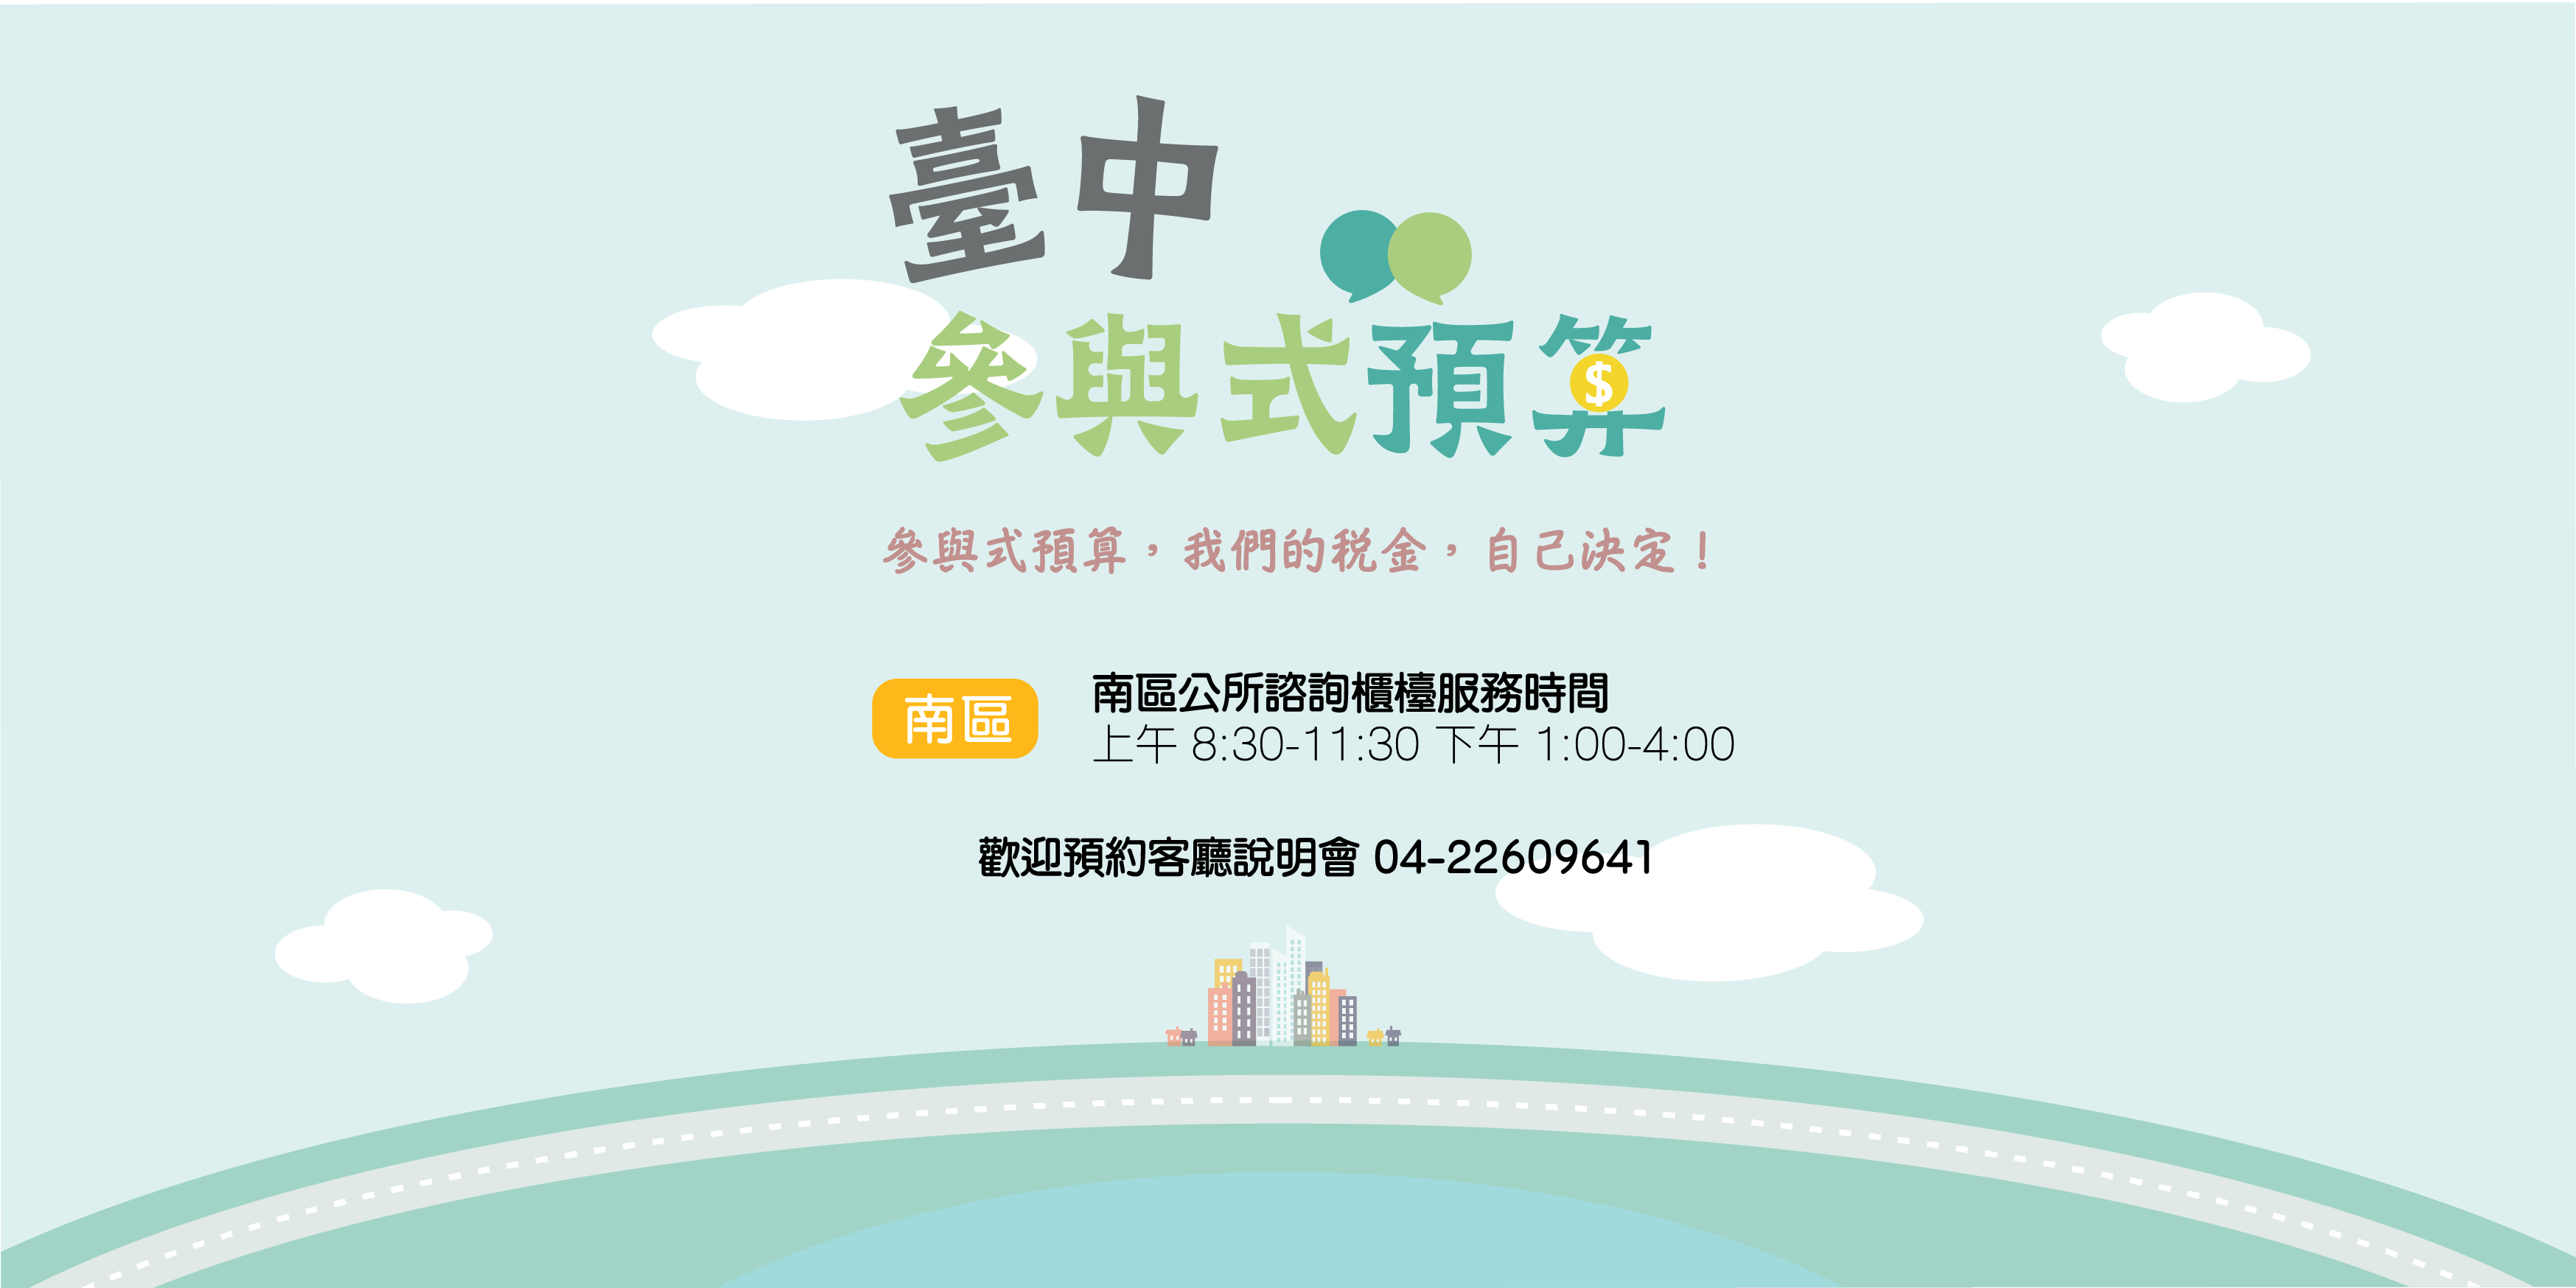 臺中
參與式預算
參與式預算，我們的稅金，自己決定！
南區
南區公所諮詢櫃檯服務時間
上午 8:30-11:30 下午 1:00-4:00
歡迎預約客廳說明會 04-22609641